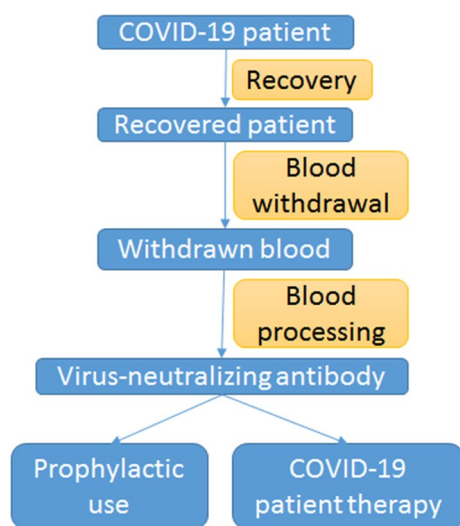 COVID-19 patient
Recovery
Recovered patient
Blood
withdrawal
Withdrawn blood
Blood
processing
Virus-neutralizing antibody
Prophylactic
use
COVID-19
patient therapy